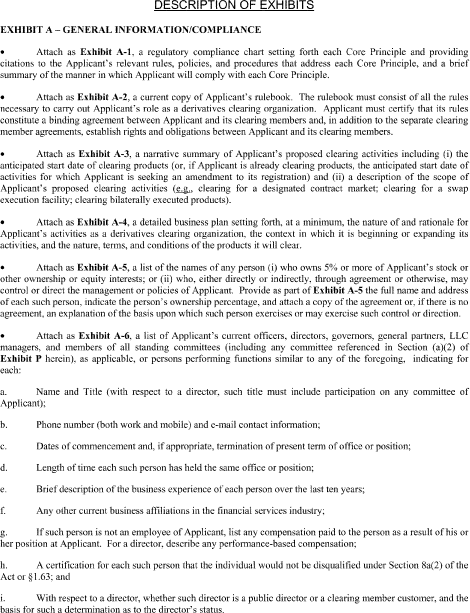 DESCRIPTION OF EXHIBITS
EXHIBIT A – GENERAL INFORMATION/COMPLIANCE
• Attach as Exhibit A-1, a regulatory compliance chart setting forth each Core Principle and providing
citations to the Applicant's relevant rules, policies, and procedures that address each Core Principle, and a brief
summary of the manner in which Applicant will comply with each Core Principle.
• Attach as Exhibit A-2, a current copy of Applicant's rulebook. The rulebook must consist of all the rules
necessary to carry out Applicant's role as a derivatives clearing organization. Applicant must certify that its rules
constitute a binding agreement between Applicant and its clearing members and, in addition to the separate clearing
member agreements, establish rights and obligations between Applicant and its clearing members.
• Attach as Exhibit A-3, a narrative summary of Applicant's proposed clearing activities including (i) the
anticipated start date of clearing products (or, if Applicant is already clearing products, the anticipated start date of
activities for which Applicant is seeking an amendment to its registration) and (ii) a description of the scope of
Applicant's proposed clearing activities (e.g., clearing for a designated contract market; clearing for a swap
execution facility; clearing bilaterally executed products).
• Attach as Exhibit A-4, a detailed business plan setting forth, at a minimum, the nature of and rationale for
Applicant's activities as a derivatives clearing organization, the context in which it is beginning or expanding its
activities, and the nature, terms, and conditions of the products it will clear.
• Attach as Exhibit A-5, a list of the names of any person (i) who owns 5% or more of Applicant's stock or
other ownership or equity interests; or (ii) who, either directly or indirectly, through agreement or otherwise, may
control or direct the management or policies of Applicant. Provide as part of Exhibit A-5 the full name and address
of each such person, indicate the person's ownership percentage, and attach a copy of the agreement or, if there is no
agreement, an explanation of the basis upon which such person exercises or may exercise such control or direction.
• Attach as Exhibit A-6, a list of Applicant's current officers, directors, governors, general partners, LLC
managers, and members of all standing committees (including any committee referenced in Section (a)(2) of
Exhibit P herein), as applicable, or persons performing functions similar to any of the foregoing, indicating for
each:
a. Name and Title (with respect to a director, such title must include participation on any committee of
Applicant);
b. Phone number (both work and mobile) and e-mail contact information;
c. Dates of commencement and, if appropriate, termination of present term of office or position;
d. Length of time each such person has held the same office or position;
e. Brief description of the business experience of each person over the last ten years;
f. Any other current business affiliations in the financial services industry;
g. If such person is not an employee of Applicant, list any compensation paid to the person as a result of his or
her position at Applicant. For a director, describe any performance-based compensation;
h. A certification for each such person that the individual would not be disqualified under Section 8a(2) of the
Act or §1.63; and
i. With respect to a director, whether such director is a public director or a clearing member customer, and the
basis for such a determination as to the director's status.